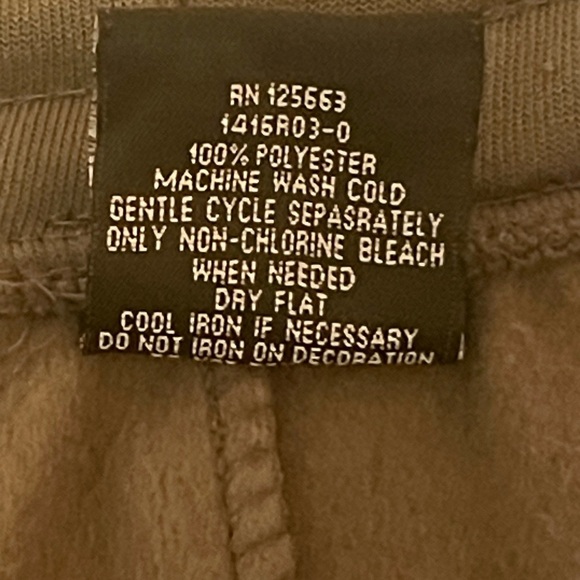 RN 125663
1416R03-0
100% POLYESTER
MACHINE WASH COLD
GENTLE CYCLE SEPASRATELY
ONLY NON-CHLORINE BLEACH
WHEN NEEDED
DRY FLAT
COOL IRON IF NECESSARY
DO NOT IRON ON DECORATION